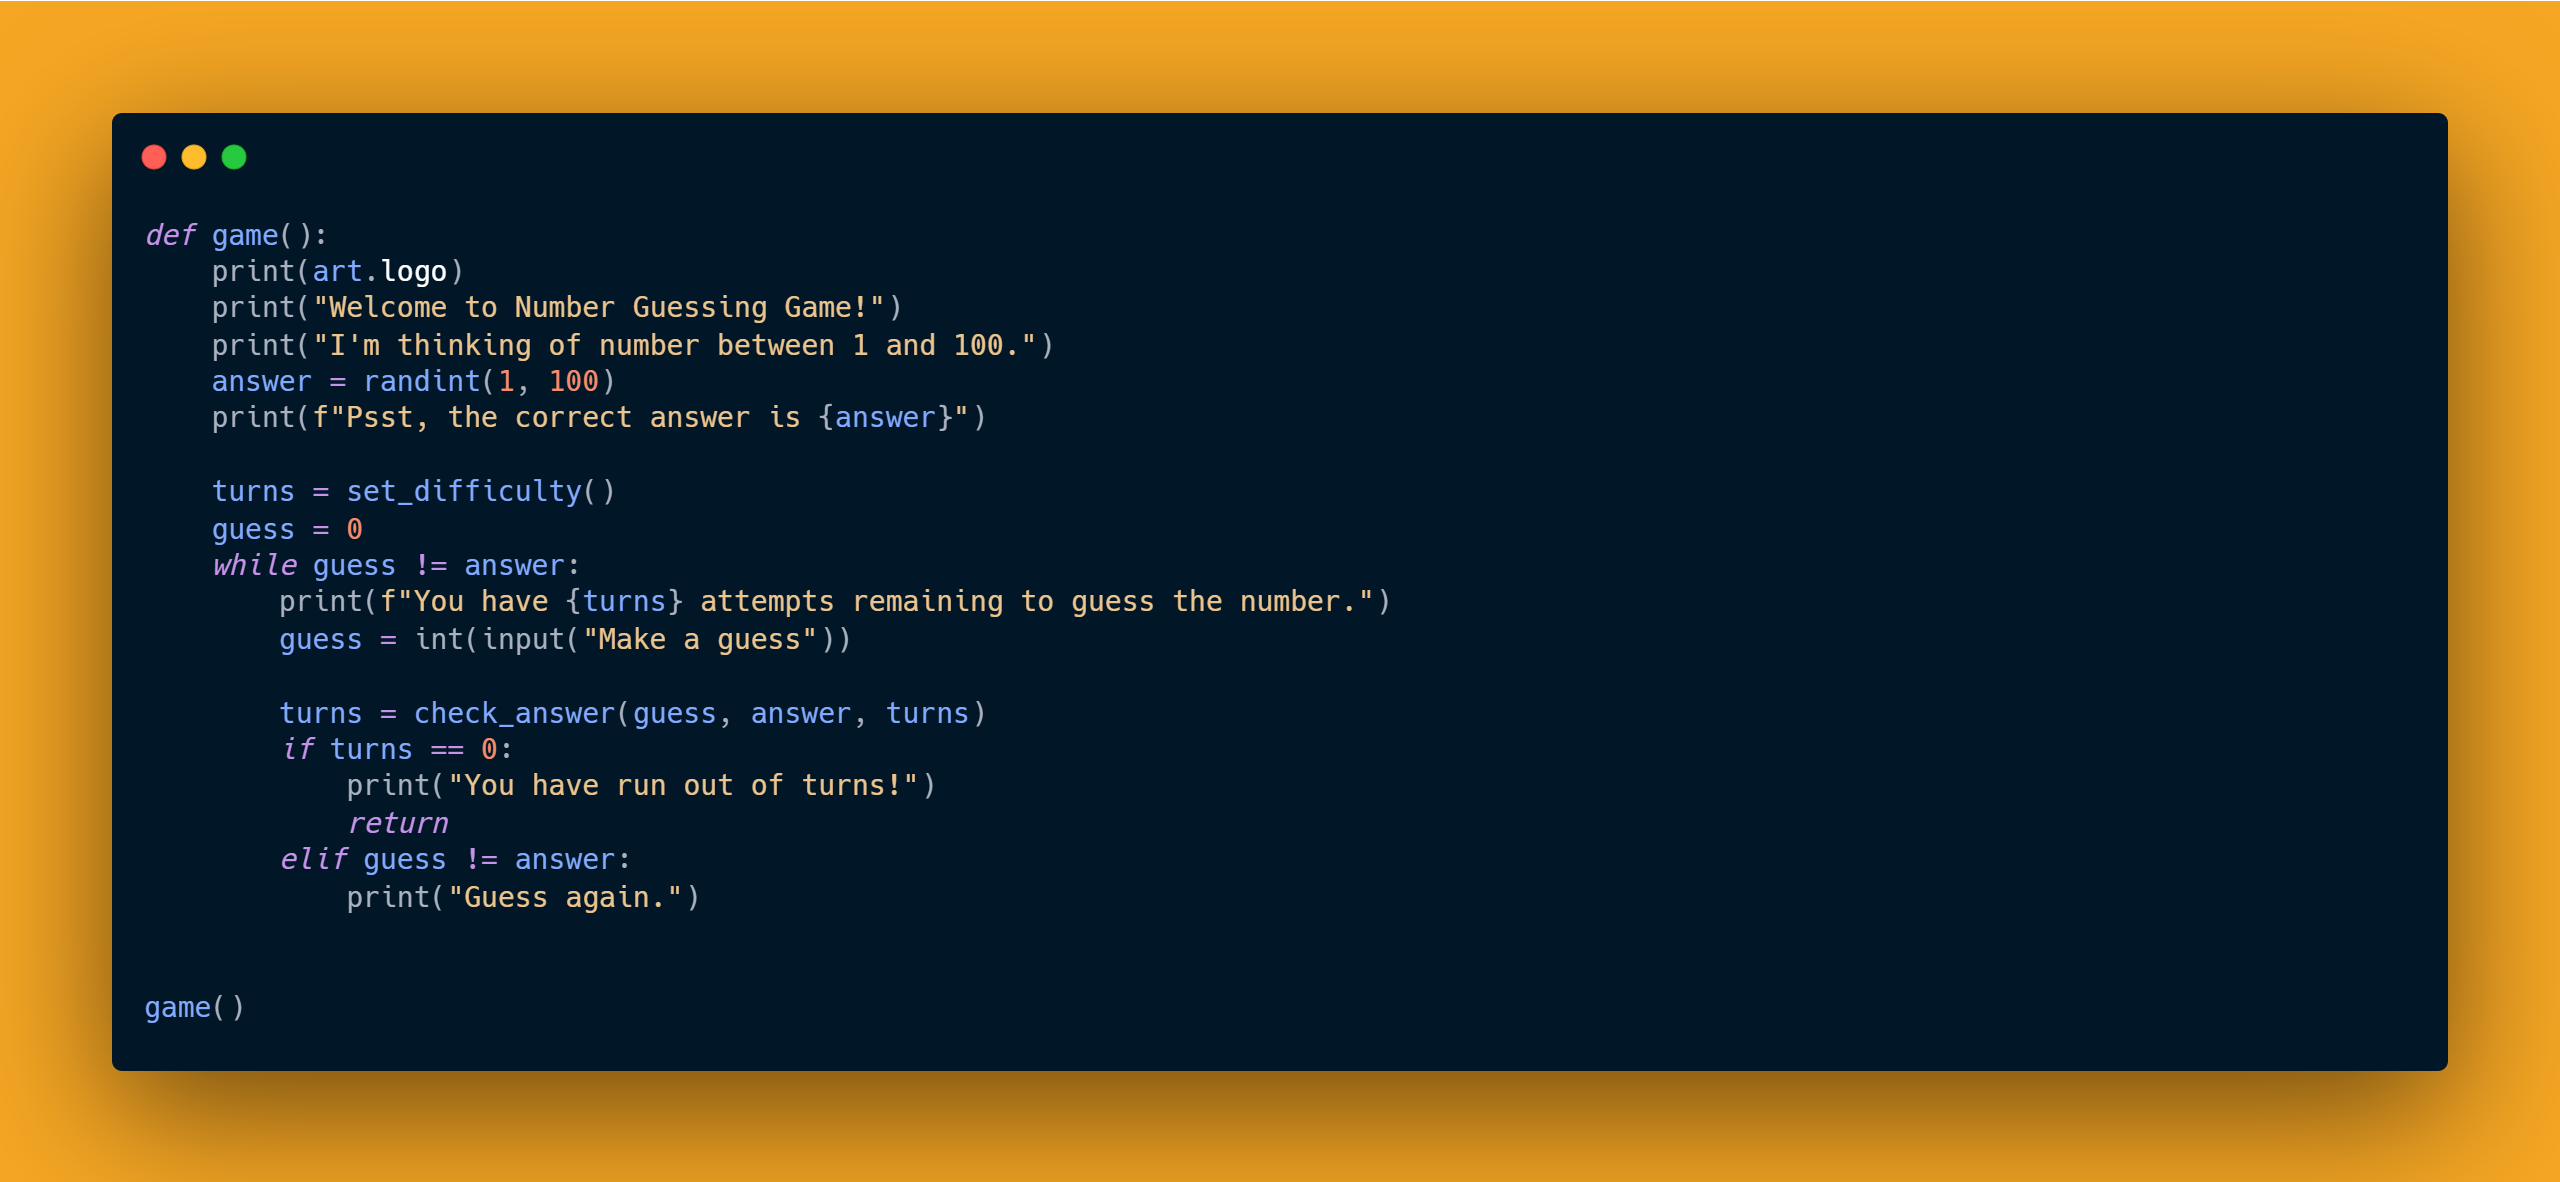 def game():
    print(art.logo)
    print("Welcome to Number Guessing Game!")
    print("I'm thinking of number between 1 and 100.")
    answer = randint(1, 100)
    print(f"Psst, the correct answer is {answer}")

    turns = set_difficulty()
    guess = 0
    while guess != answer:
        print(f"You have {turns} attempts remaining to guess the number.")
        guess = int(input("Make a guess"))

        turns = check_answer(guess, answer, turns)
        if turns == 0:
            print("You have run out of turns!")
            return
        elif guess != answer:
            print("Guess again.")


game()